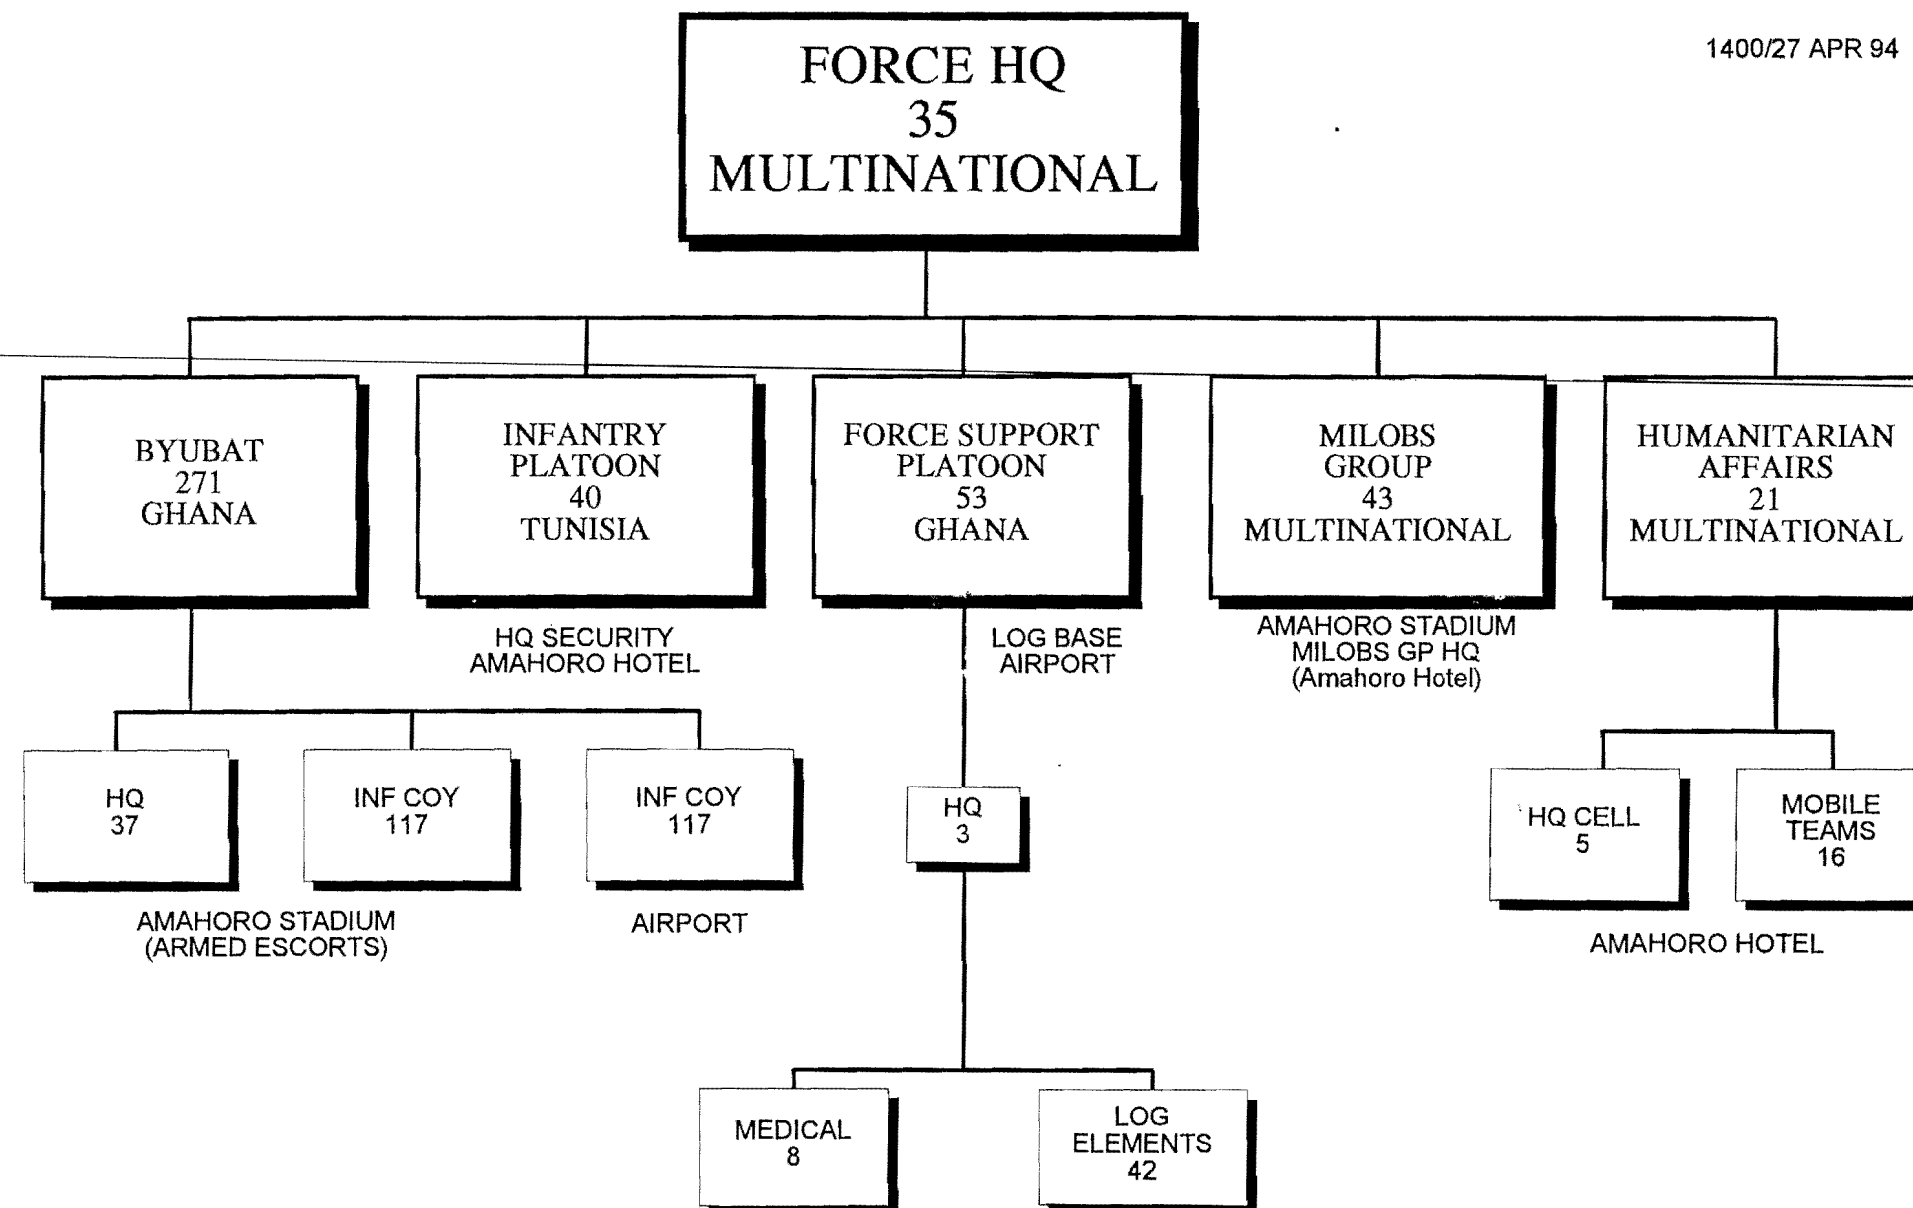 1400/27 APR 94
FORCE HQ
35
MULTINATIONAL
BYUBAT
271
GHANA
INFANTRY
PLATOON
40
TUNISIA
FORCE SUPPORT
PLATOON
53
GHANA
MILOBS
GROUP
43
MULTINATIONAL
HUMANITARIAN
AFFAIRS
21
MULTINATIONAL
HQ SECURITY
AMAHORO HOTEL
LOG BASE
AIRPORT
AMAHORO STADIUM
MILOBS GP HQ
(Amahoro Hotel)
HQ
37
INF COY
117
INF COY
117
HQ
3
HQ CELL
5
MOBILE
TEAMS
16
AMAHORO STADIUM
(ARMED ESCORTS)
AIRPORT
AMAHORO HOTEL
MEDICAL
8
LOG
ELEMENTS
42